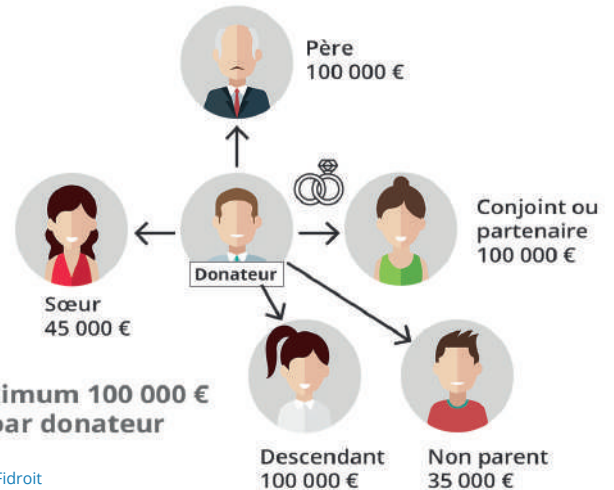 Père
100 000 €
Conjoint ou
partenaire
100 000 €
Donateur
Sœur
45 000 €
imum 100 000 €
par donateur
Descendant
100 000 €
Non parent
35 000 €
Fidroit